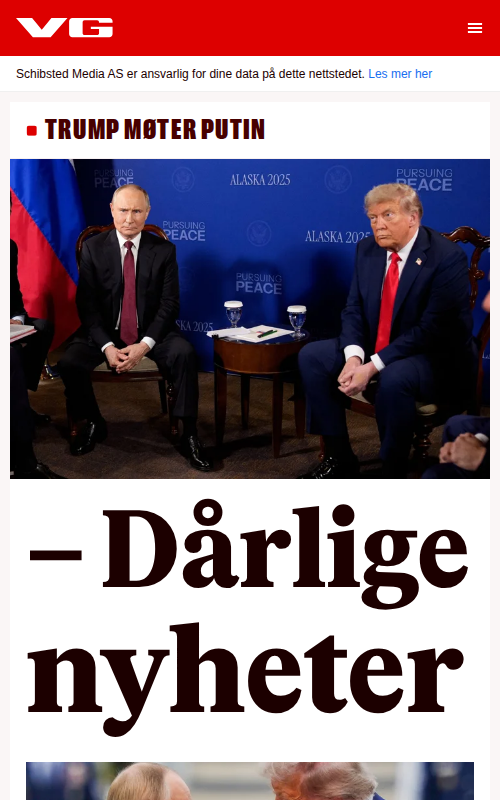 VG
Schibsted Media AS er ansvarlig for dine data på dette nettstedet. Les mer her
TRUMP MØTER PUTIN
PURSUING
PEACE
ALASKA 2025
PURSUING
PEACE
PURSUING
PEACE
ALASKA 2025
PURSUING
PEACE
SKA 2025
– Dårlige
nyheter